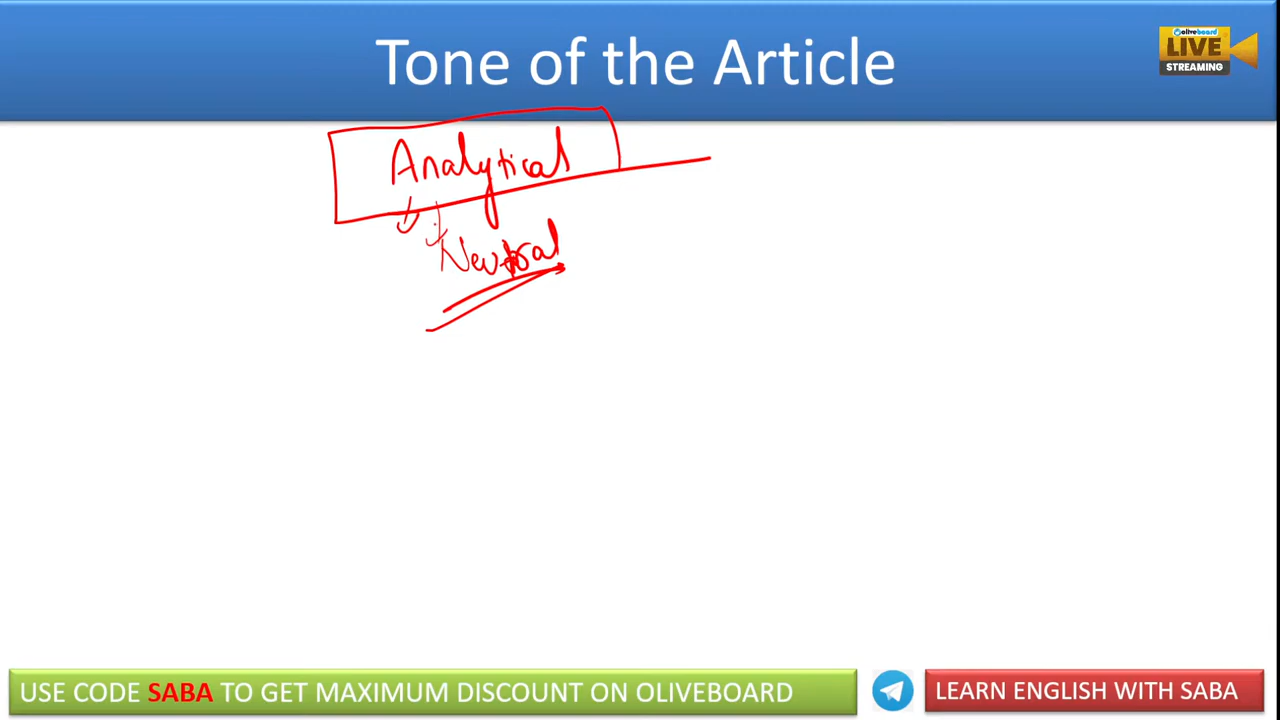 Tone of the Article
oliveboard
LIVE
STREAMING
Analytical
Neutral
USE CODE SABA TO GET MAXIMUM DISCOUNT ON OLIVEBOARD
LEARN ENGLISH WITH SABA